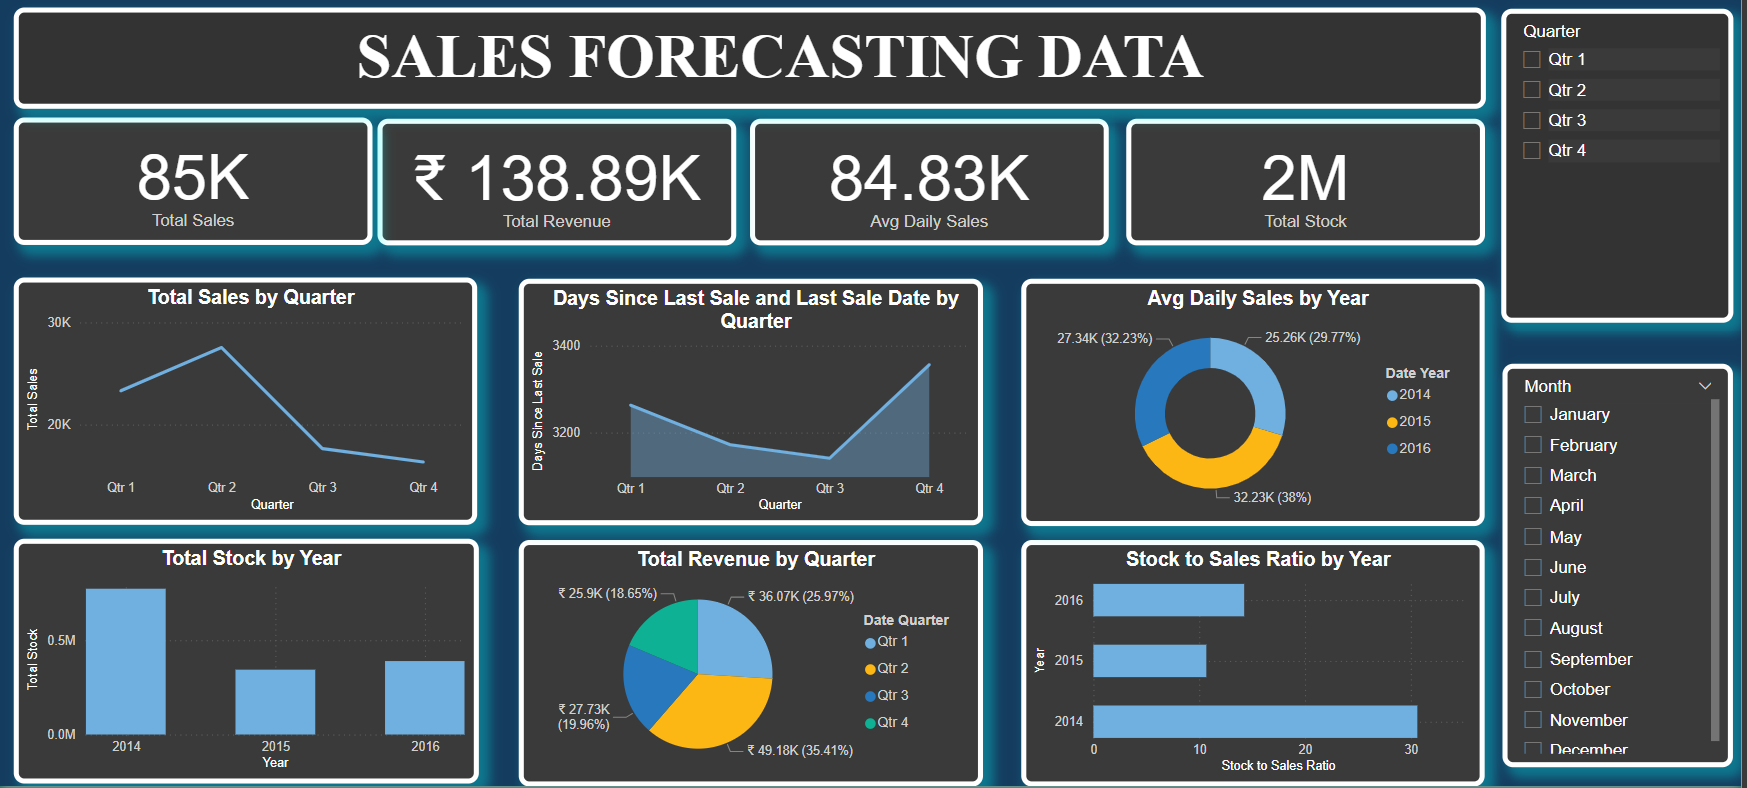 SALES FORECASTING DATA
85K
Total Sales
₹ 138.89K
Total Revenue
84.83K
Avg Daily Sales
2M
Total Stock
Quarter
Qtr 1
Qtr 2
Qtr 3
Qtr 4
Total Sales by Quarter
30K
20K
Total Sales
Qtr 1 Qtr 2 Qtr 3 Qtr 4
Quarter
Days Since Last Sale and Last Sale Date by
Quarter
3400
3200
Days Since Last Sale
Qtr 1 Qtr 2 Qtr 3 Qtr 4
Quarter
Avg Daily Sales by Year
27.34K (32.23%)
25.26K (29.77%)
32.23K (38%)
Date Year
2014
2015
2016
Month
January
February
March
April
May
June
July
August
September
October
November
December
Total Stock by Year
0.5M
0.0M
Total Stock
2014 2015 2016
Year
Total Revenue by Quarter
₹ 25.9K (18.65%)
₹ 36.07K (25.97%)
₹ 27.73K
(19.96%)
₹ 49.18K (35.41%)
Date Quarter
Qtr 1
Qtr 2
Qtr 3
Qtr 4
Stock to Sales Ratio by Year
2016
2015
2014
Year
0 10 20 30
Stock to Sales Ratio